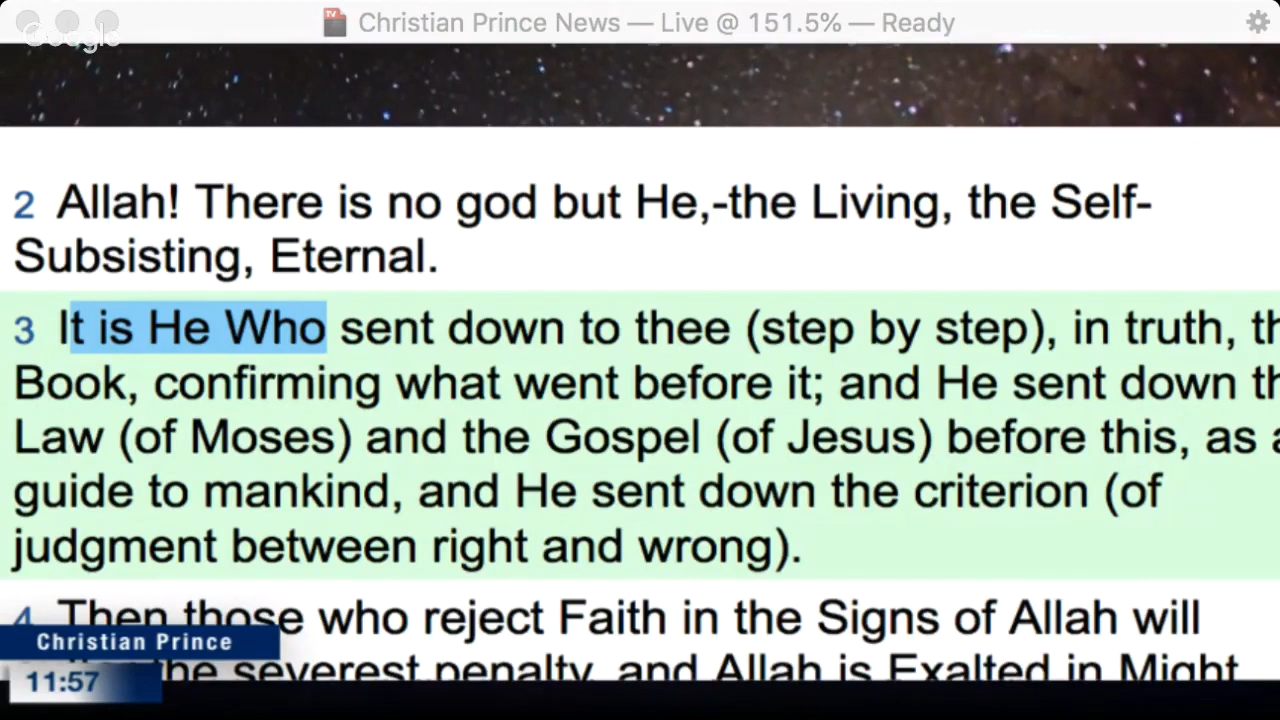 Christian Prince News — Live @ 151.5% — Ready
Google
2 Allah! There is no god but He,-the Living, the Self-
Subsisting, Eternal.
3 It is He Who sent down to thee (step by step), in truth, th
Book, confirming what went before it; and He sent down th
Law (of Moses) and the Gospel (of Jesus) before this, as a
guide to mankind, and He sent down the criterion (of
judgment between right and wrong).
4 Then those who reject Faith in the Signs of Allah will
the severest penalty, and Allah is Exalted in Might
Christian Prince
11:57